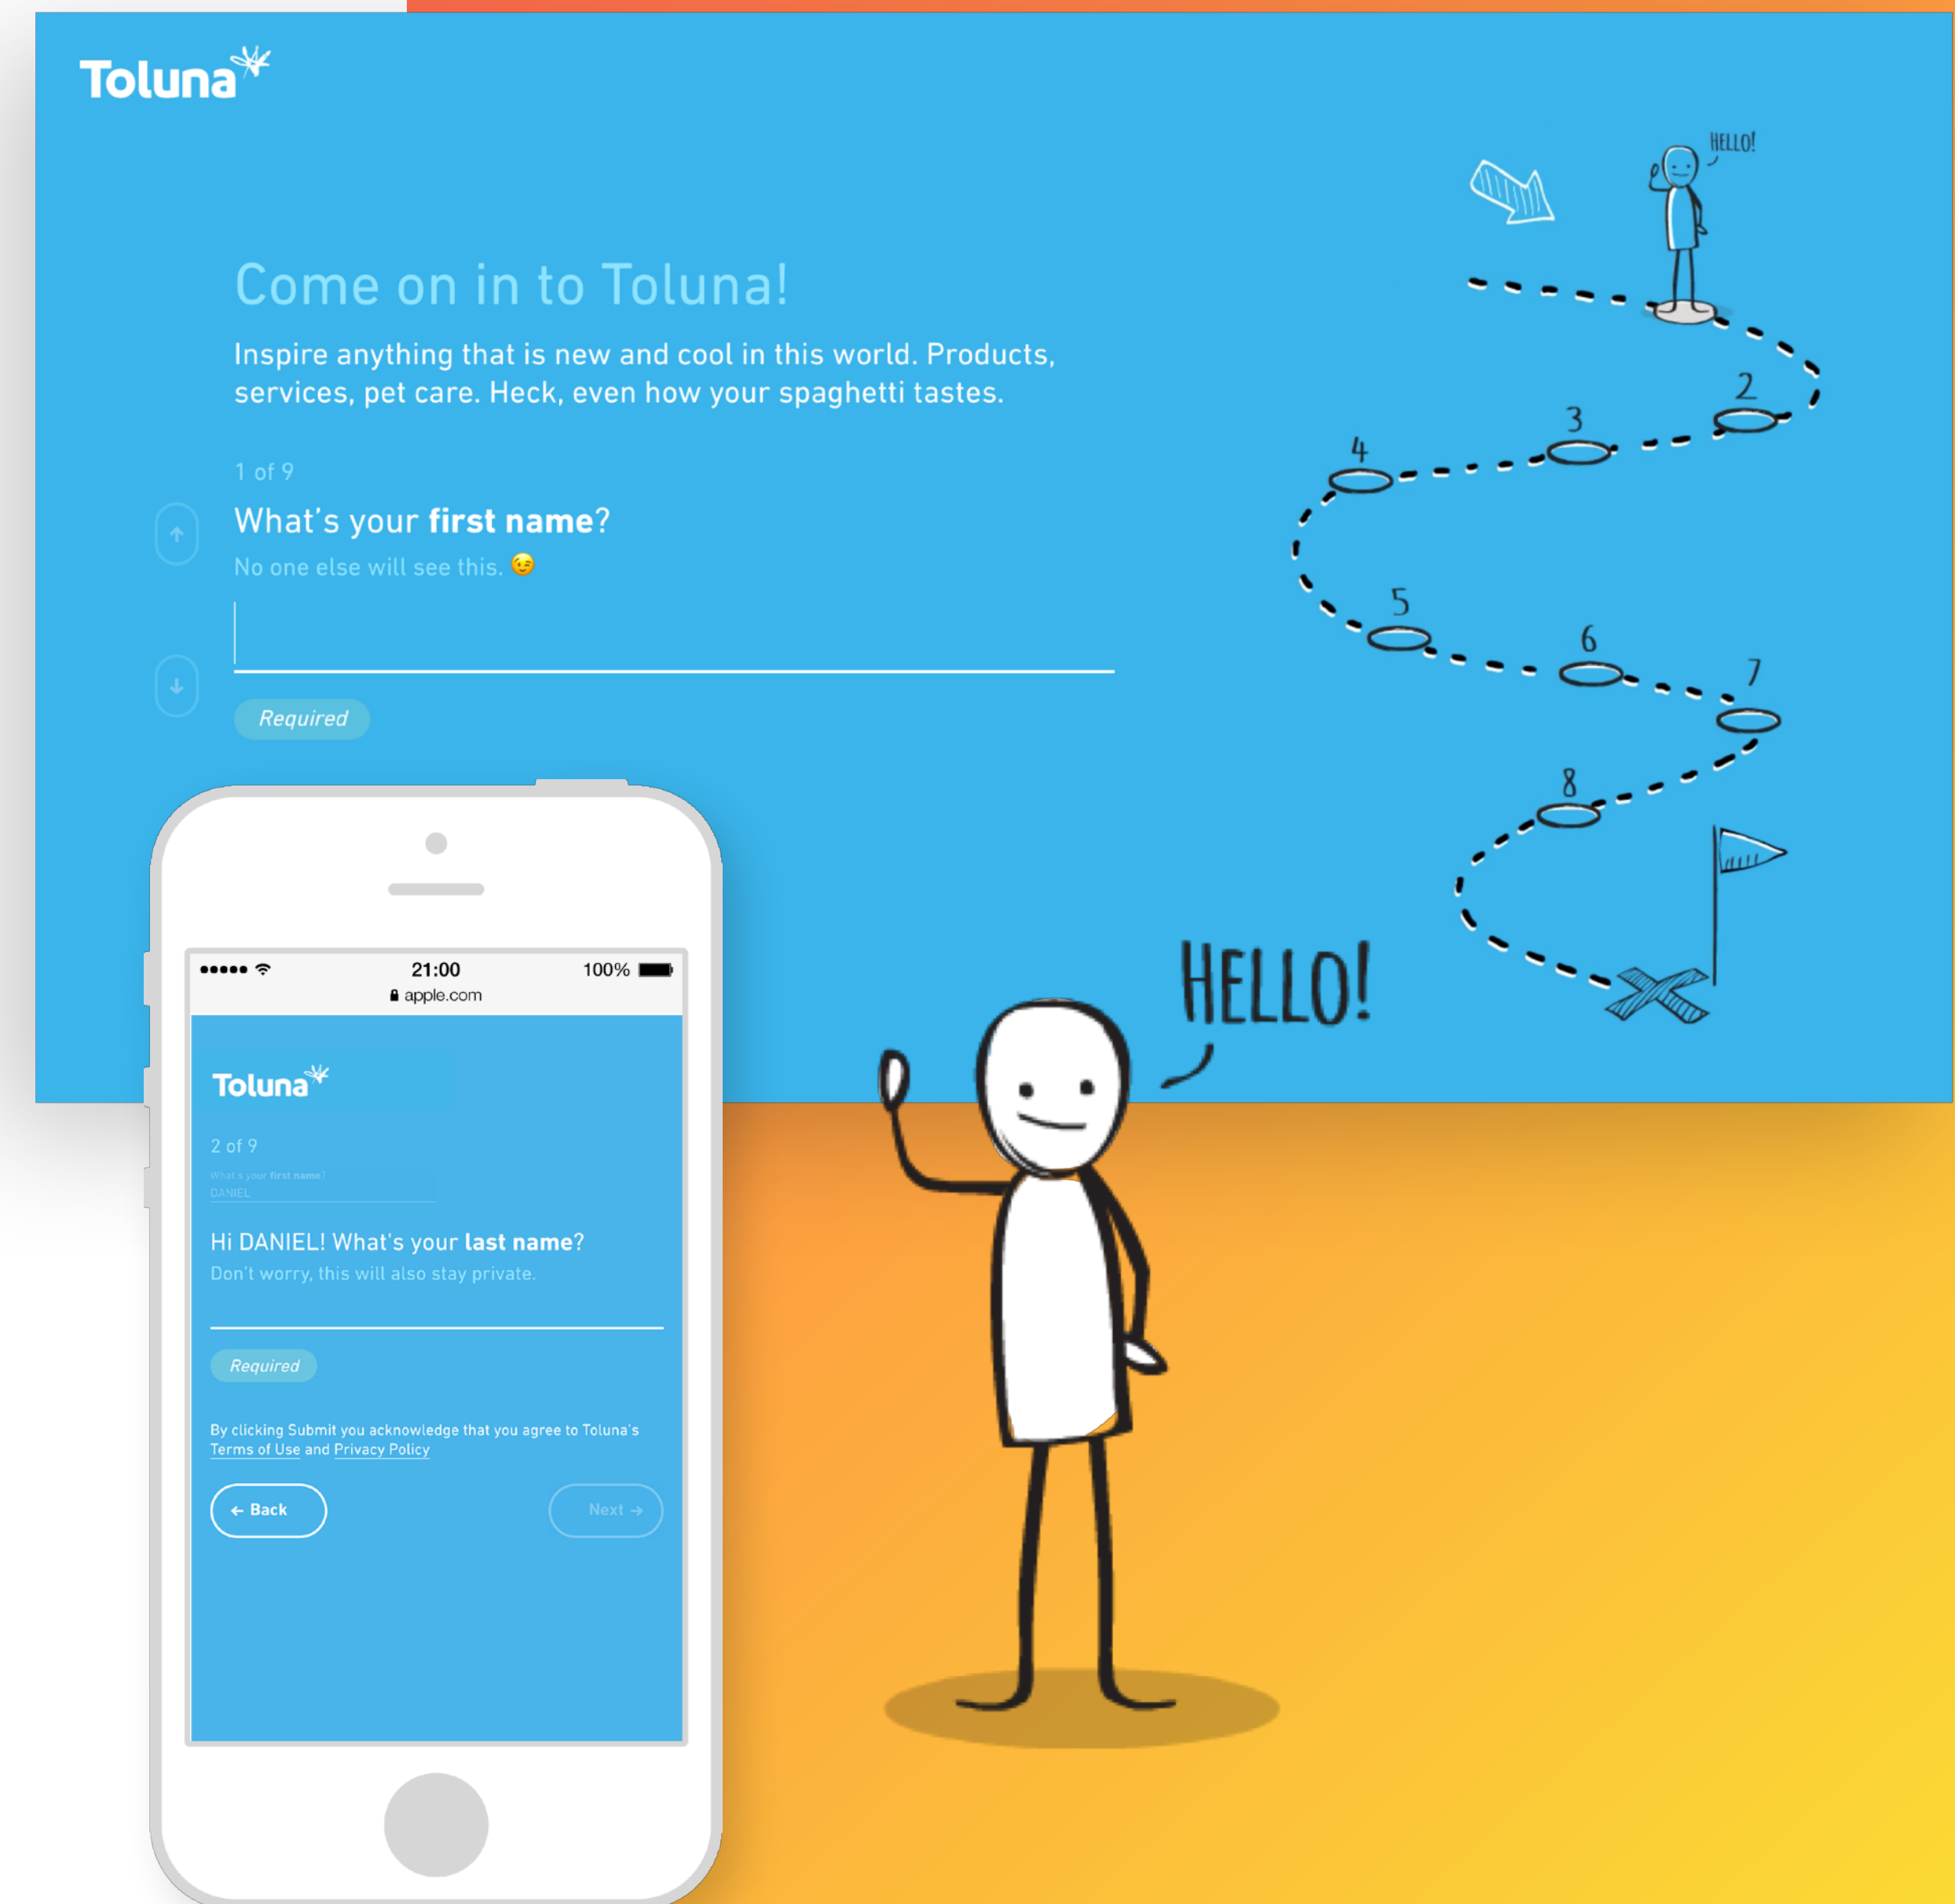 Toluna
HELLO!
Come on in to Toluna!
Inspire anything that is new and cool in this world. Products,
services, pet care. Heck, even how your spaghetti tastes.
1 of 9
What's your first name?
No one else will see this. 😉
Required
2
3
4
5
6
7
8
HELLO!
21:00
100%
apple.com
Toluna
2 of 9
What's your first name?
DANIEL
Hi DANIEL! What's your last name?
Don't worry, this will also stay private.
Required
By clicking Submit you acknowledge that you agree to Toluna's
Terms of Use and Privacy Policy
← Back
Next →